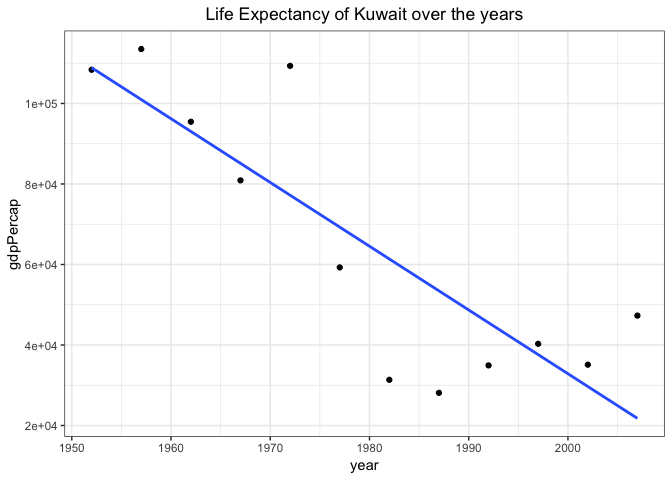 Life Expectancy of Kuwait over the years
gdpPercap
1e+05
8e+04
6e+04
4e+04
2e+04
1950 1960 1970 1980 1990 2000
year